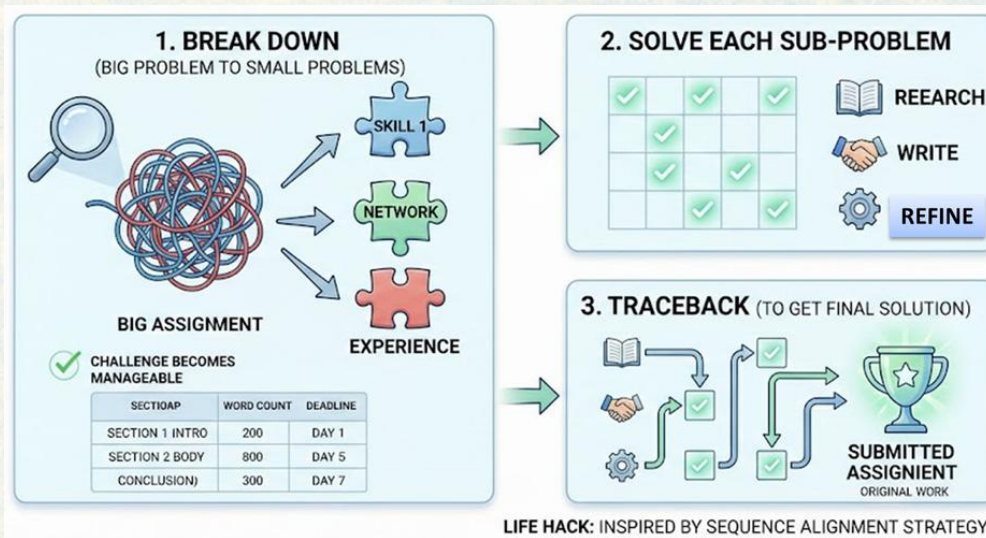 1. BREAK DOWN
(BIG PROBLEM TO SMALL PROBLEMS)
SKILL 1
NETWORK
EXPERIENCE
BIG ASSIGNMENT
CHALLENGE BECOMES
MANAGEABLE
SECTIOAP WORD COUNT DEADLINE
SECTION 1 INTRO 200 DAY 1
SECTION 2 BODY 800 DAY 5
CONCLUSION) 300 DAY 7
2. SOLVE EACH SUB-PROBLEM
REEARCH
WRITE
REFINE
3. TRACEBACK (TO GET FINAL SOLUTION)
SUBMITTED
ASSIGNIENT
ORIGINAL WORK
LIFE HACK: INSPIRED BY SEQUENCE ALIGNMENT STRATEGY